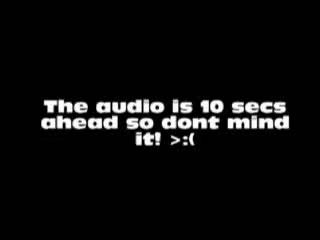 The audio is 10 secs
ahead so dont mind
it! >:(